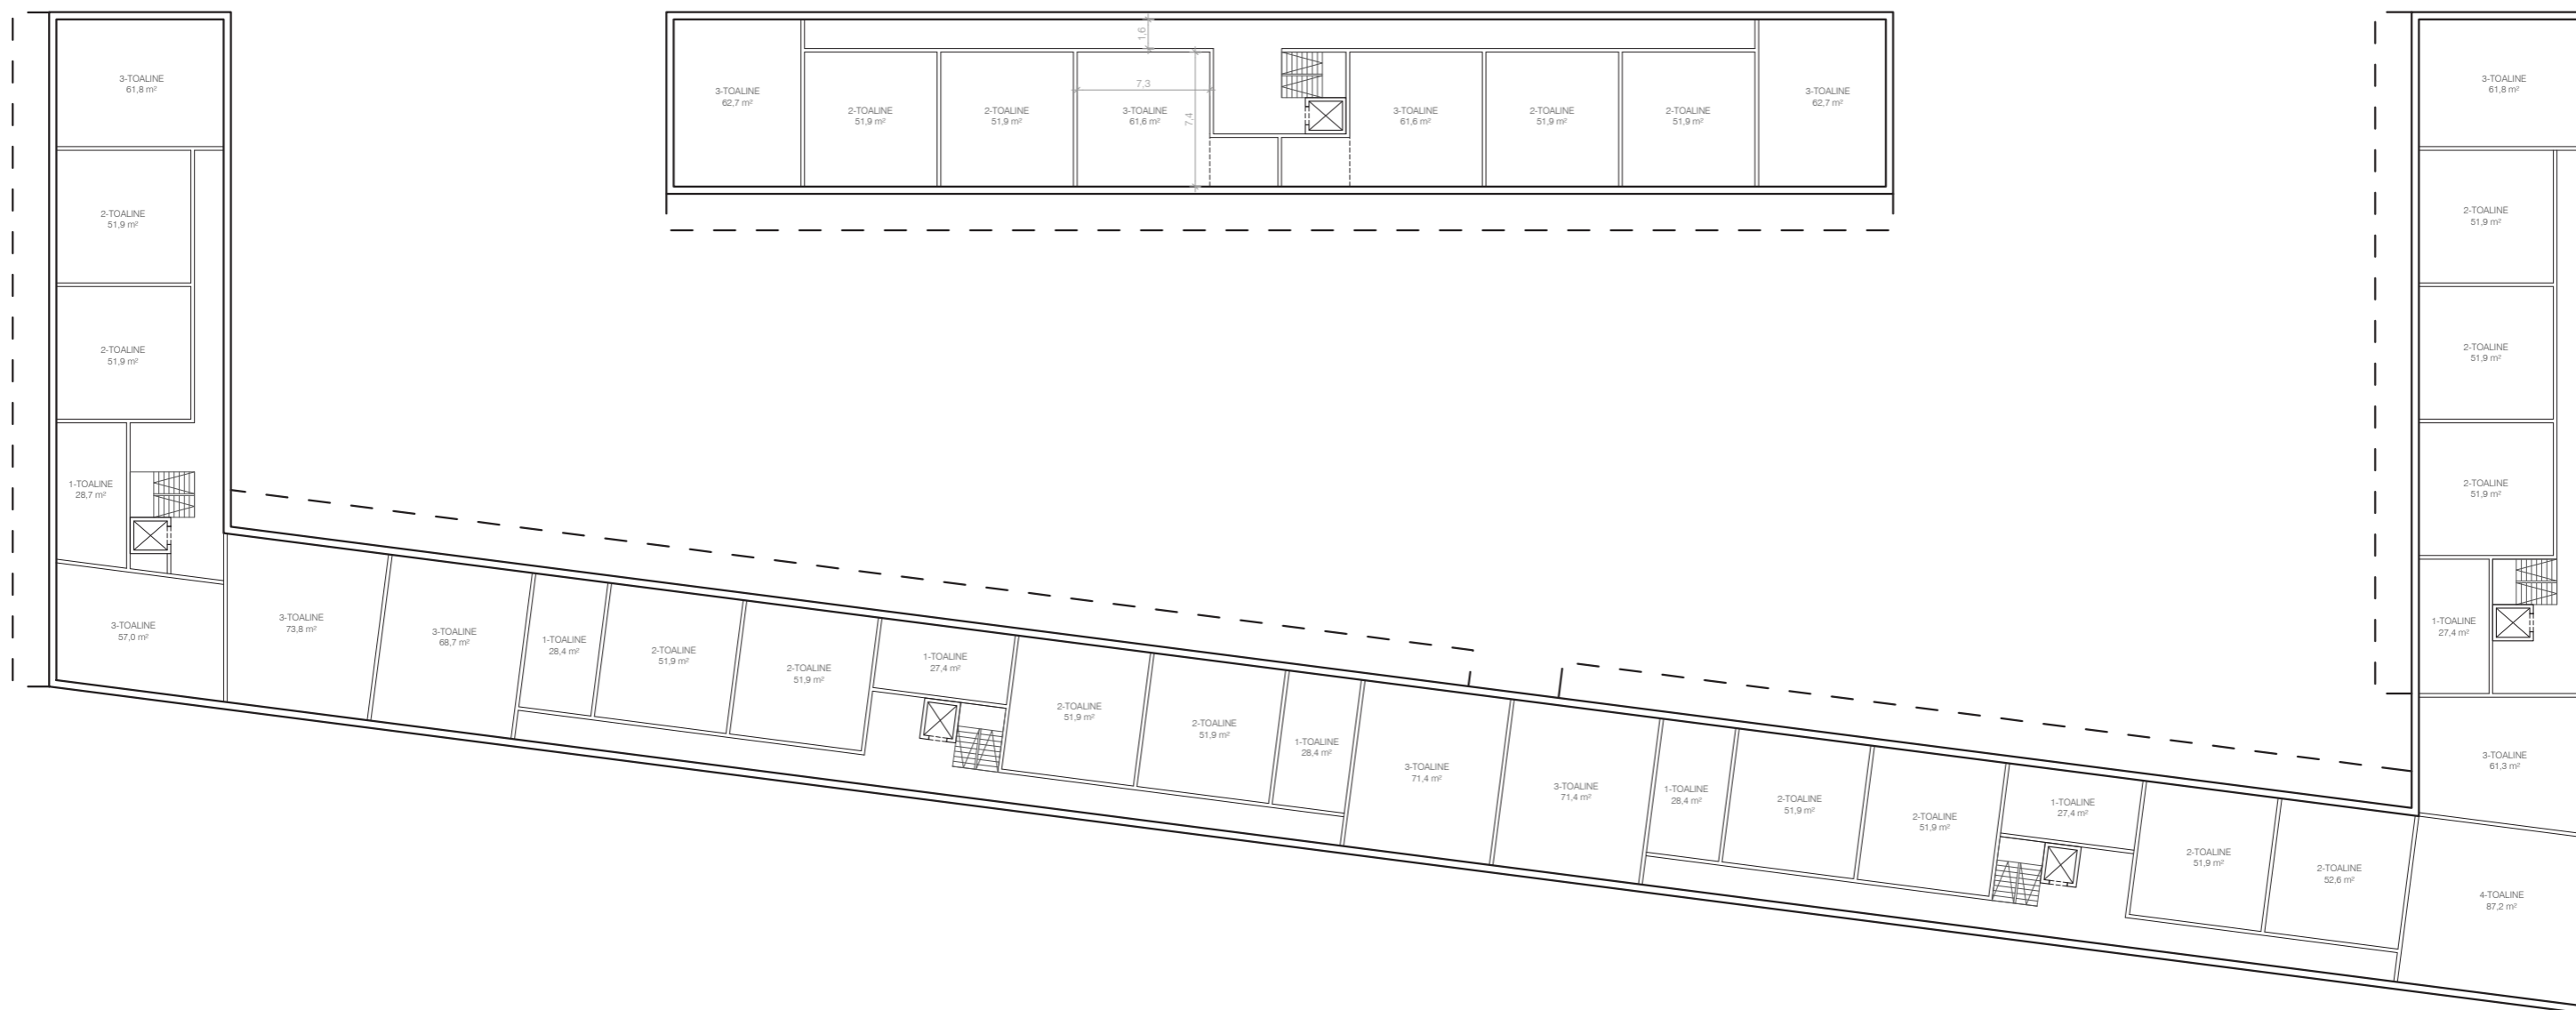 3-TOALINE
61,8 m²
2-TOALINE
51,9 m²
2-TOALINE
51,9 m²
1-TOALINE
28,7 m²
3-TOALINE
57,0 m²
3-TOALINE
62,7 m²
2-TOALINE
51,9 m²
2-TOALINE
51,9 m²
3-TOALINE
61,6 m²
1,6
7,3
7,4
3-TOALINE
61,6 m²
2-TOALINE
51,9 m²
2-TOALINE
51,9 m²
3-TOALINE
62,7 m²
3-TOALINE
61,8 m²
2-TOALINE
51,9 m²
2-TOALINE
51,9 m²
2-TOALINE
51,9 m²
1-TOALINE
27,4 m²
3-TOALINE
61,3 m²
4-TOALINE
87,2 m²
3-TOALINE
73,8 m²
3-TOALINE
68,7 m²
1-TOALINE
28,4 m²
2-TOALINE
51,9 m²
2-TOALINE
51,9 m²
1-TOALINE
27,4 m²
2-TOALINE
51,9 m²
2-TOALINE
51,9 m²
1-TOALINE
28,4 m²
3-TOALINE
71,4 m²
3-TOALINE
71,4 m²
1-TOALINE
28,4 m²
2-TOALINE
51,9 m²
2-TOALINE
51,9 m²
1-TOALINE
27,4 m²
2-TOALINE
51,9 m²
2-TOALINE
52,6 m²